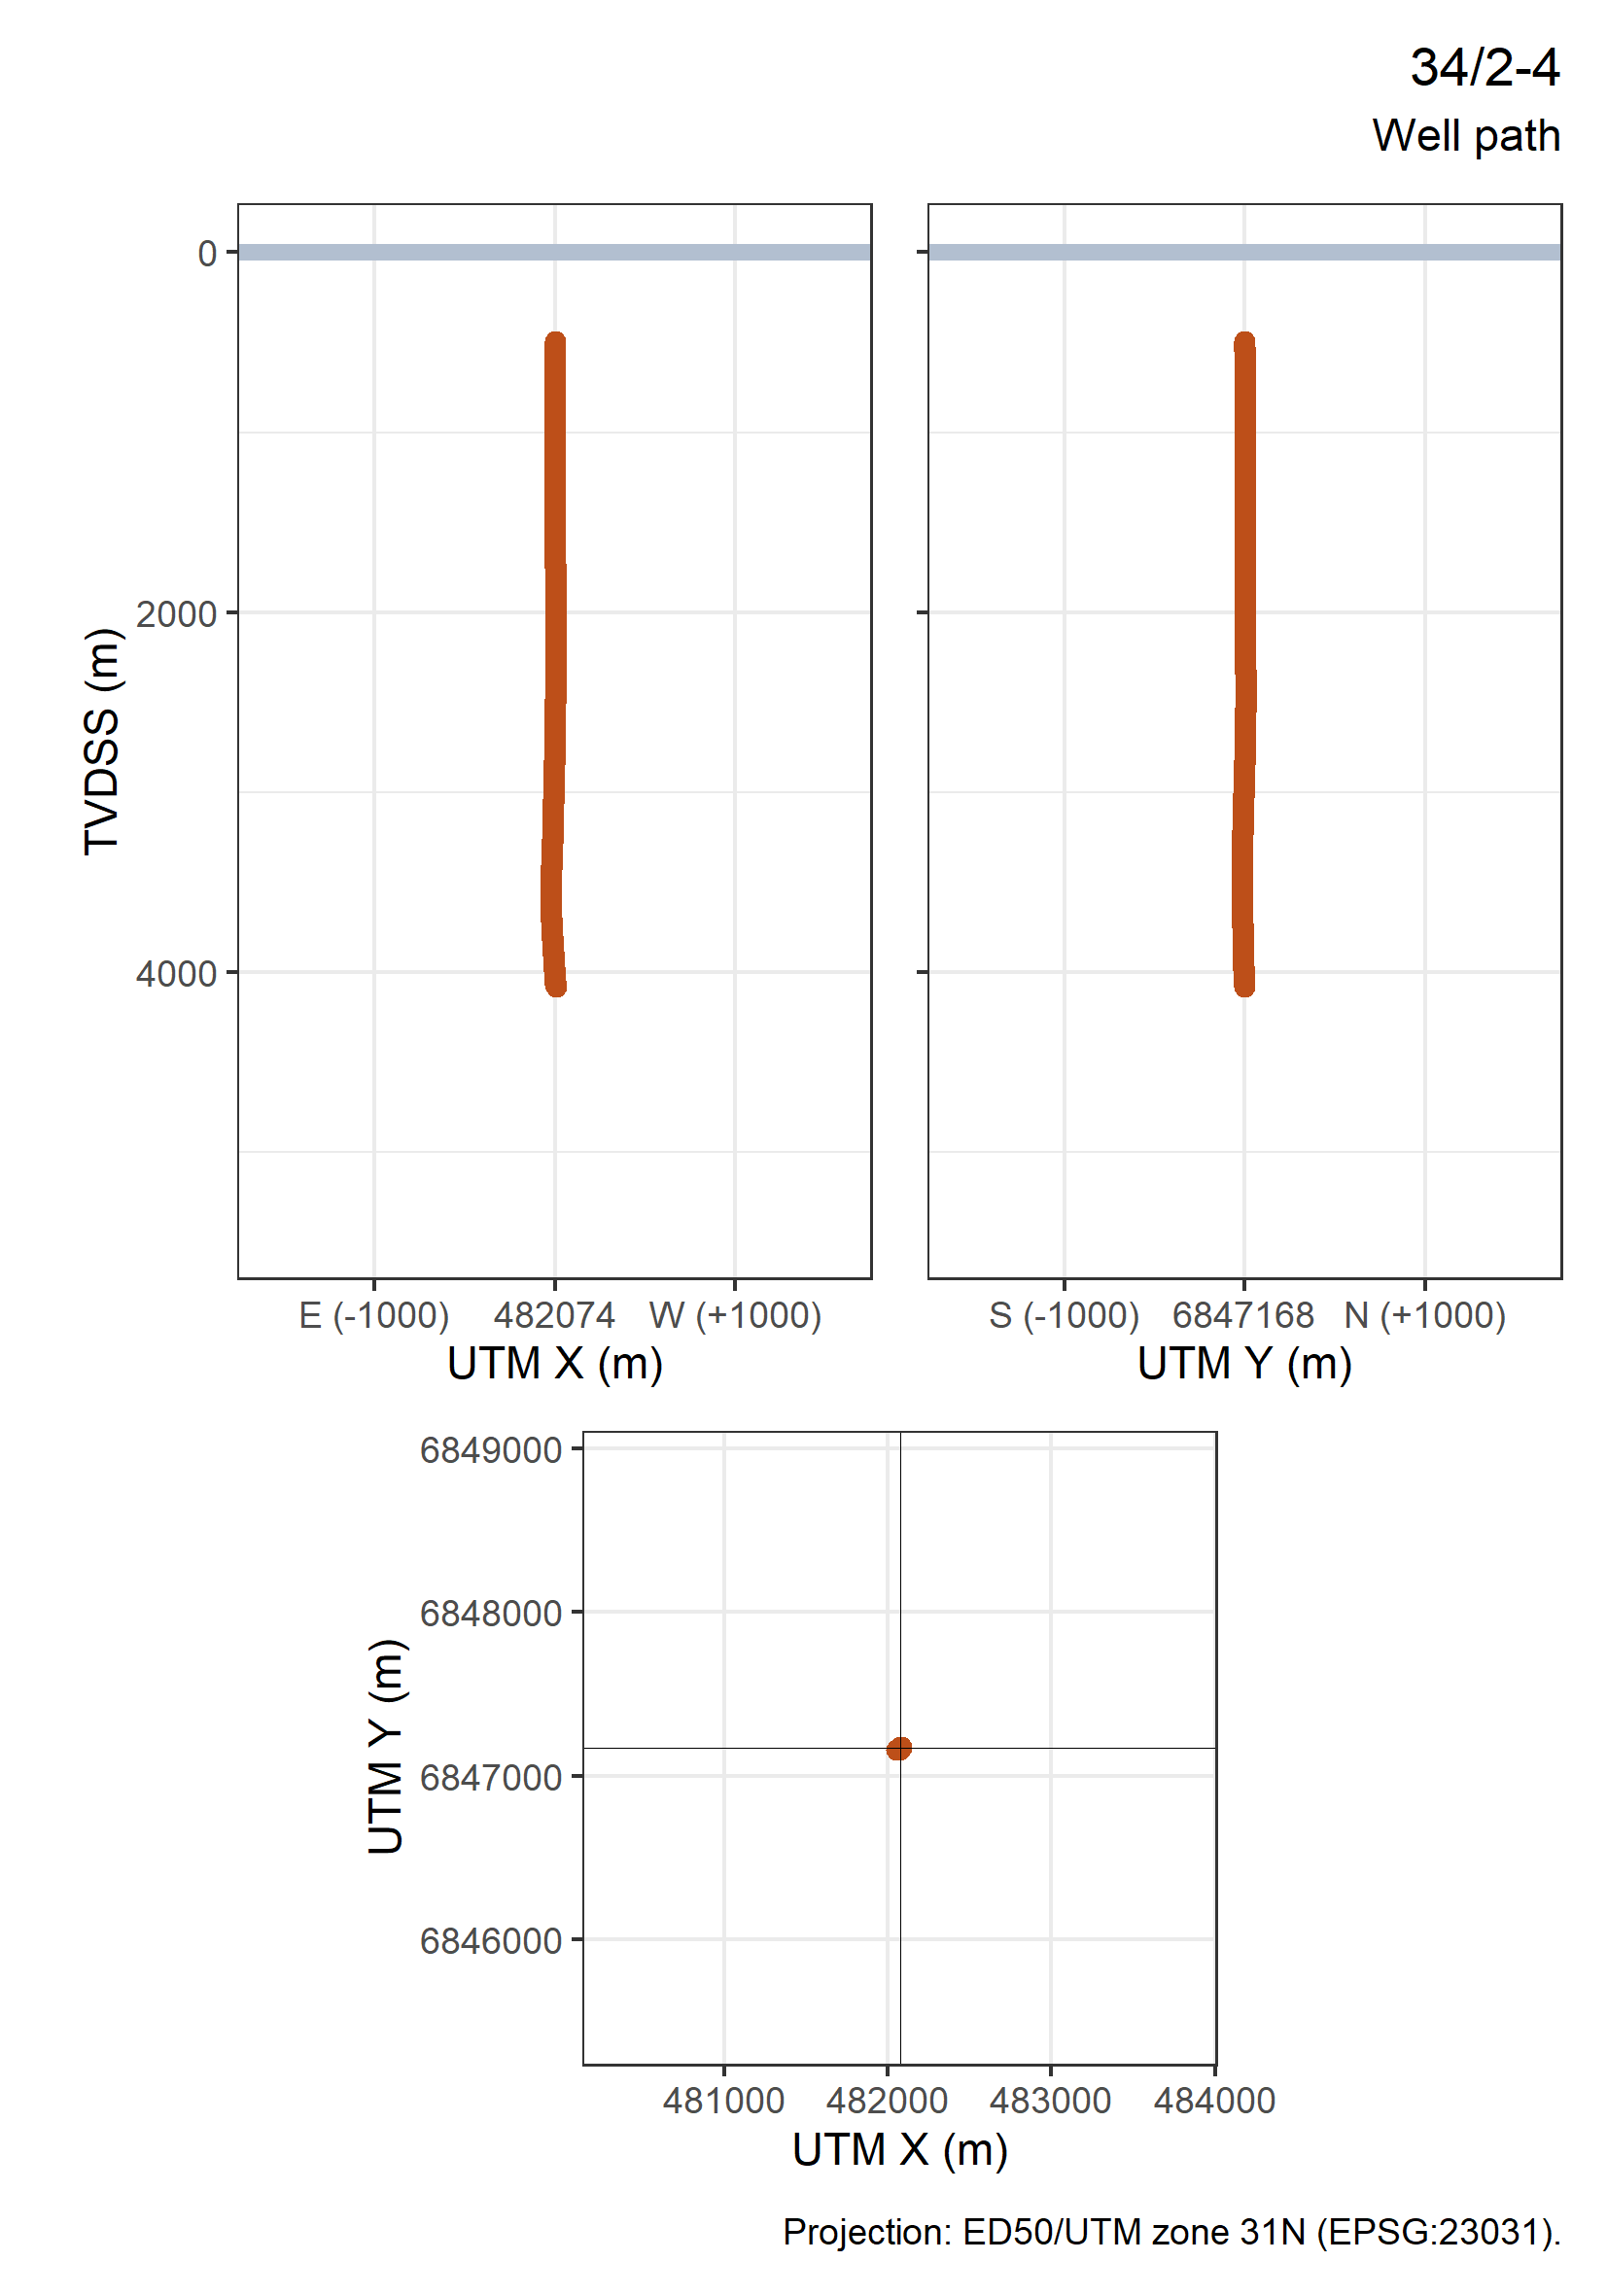 34/2-4
Well path
TVDSS (m)
0
2000
4000
E (-1000) 482074 W (+1000)
UTM X (m)
S (-1000) 6847168 N (+1000)
UTM Y (m)
UTM Y (m)
6849000
6848000
6847000
6846000
481000 482000 483000 484000
UTM X (m)
Projection: ED50/UTM zone 31N (EPSG:23031).